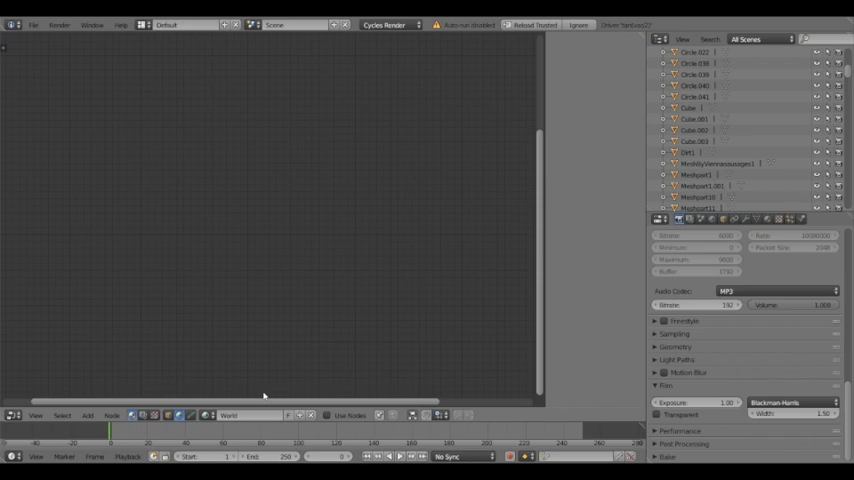 File Render Window Help Default Scene Cycles Render Auto-run disabled Reload Trusted Ignore
View Search All Scenes
Circle.022
Circle.038
Circle.039
Circle.040
Circle.041
Cube
Cube.001
Cube.002
Cube.003
Dirt1
MeshByViennasousages1
Meshpart1
Meshpart1.001
Meshpart10
Meshpart11
Bitrate: 6000 Ratio: 10080000
Minimum: 0 Packet Size: 2048
Maximum: 9000
Buffer: 1792
Audio Codec: MP3
Bitrate: 192 Volume: 1.000
Freestyle
Sampling
Geometry
Light Paths
Motion Blur
Film
Exposure: 1.00 Blackman-Harris
Transparent Width: 1.50
Performance
Post Processing
Bake
View Select Add Node World F Use Nodes
-40 -20 0 20 40 60 80 100 120 140 160 180 200 220 240 260 280
View Marker Frame Playback Start: 1 End: 250 0 No Sync